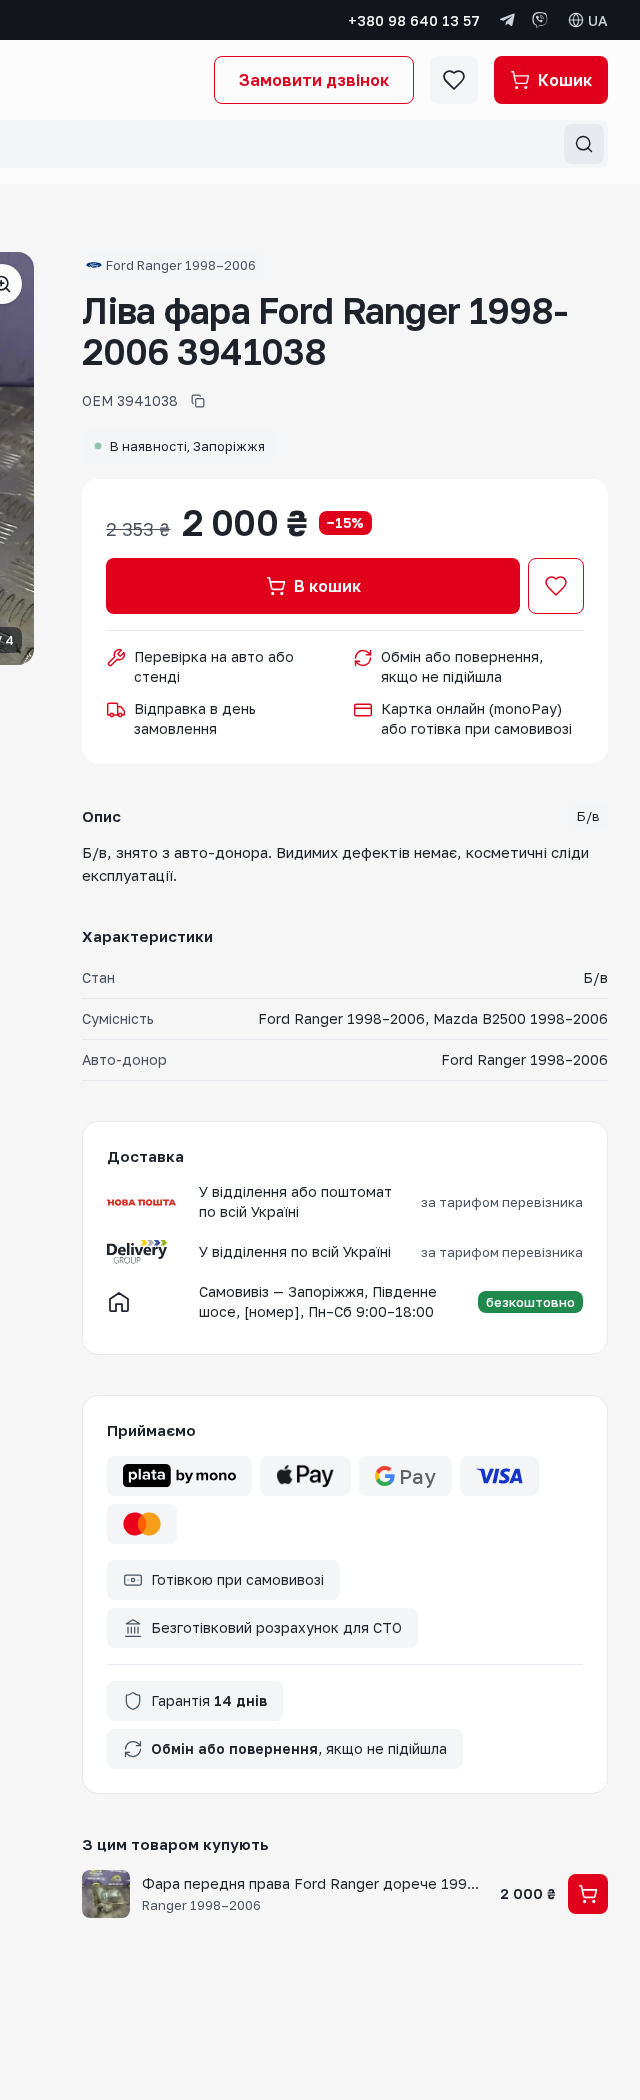 +380 98 640 13 57
UA
Замовити дзвінок
Кошик
Ford Ranger 1998–2006
Ліва фара Ford Ranger 1998-
2006 3941038
OEM 3941038
В наявності, Запоріжжя
/ 4
2 353 ₴ 2 000 ₴ −15%
В кошик
Перевірка на авто або
стенді
Обмін або повернення,
якщо не підійшла
Відправка в день
замовлення
Картка онлайн (monoPay)
або готівка при самовивозі
Опис
Б/в
Б/в, знято з авто-донора. Видимих дефектів немає, косметичні сліди
експлуатації.
Характеристики
Стан Б/в
Сумісність Ford Ranger 1998–2006, Mazda B2500 1998–2006
Авто-донор Ford Ranger 1998–2006
Доставка
НОВА ПОШТА
У відділення або поштомат
по всій Україні
за тарифом перевізника
Delivery
GROUP
У відділення по всій Україні
за тарифом перевізника
Самовивіз — Запоріжжя, Південне
шосе, [номер], Пн–Сб 9:00–18:00
безкоштовно
Приймаємо
plata by mono
Pay
G Pay
VISA
Готівкою при самовивозі
Безготівковий розрахунок для СТО
Гарантія 14 днів
Обмін або повернення, якщо не підійшла
З цим товаром купують
Фара передня права Ford Ranger дорече 199...
Ranger 1998–2006
2 000 ₴